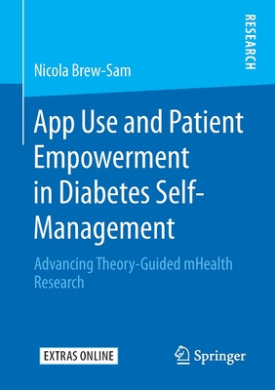 RESEARCH
Nicola Brew-Sam
App Use and Patient
Empowerment
in Diabetes Self-
Management
Advancing Theory-Guided mHealth
Research
EXTRAS ONLINE
Springer